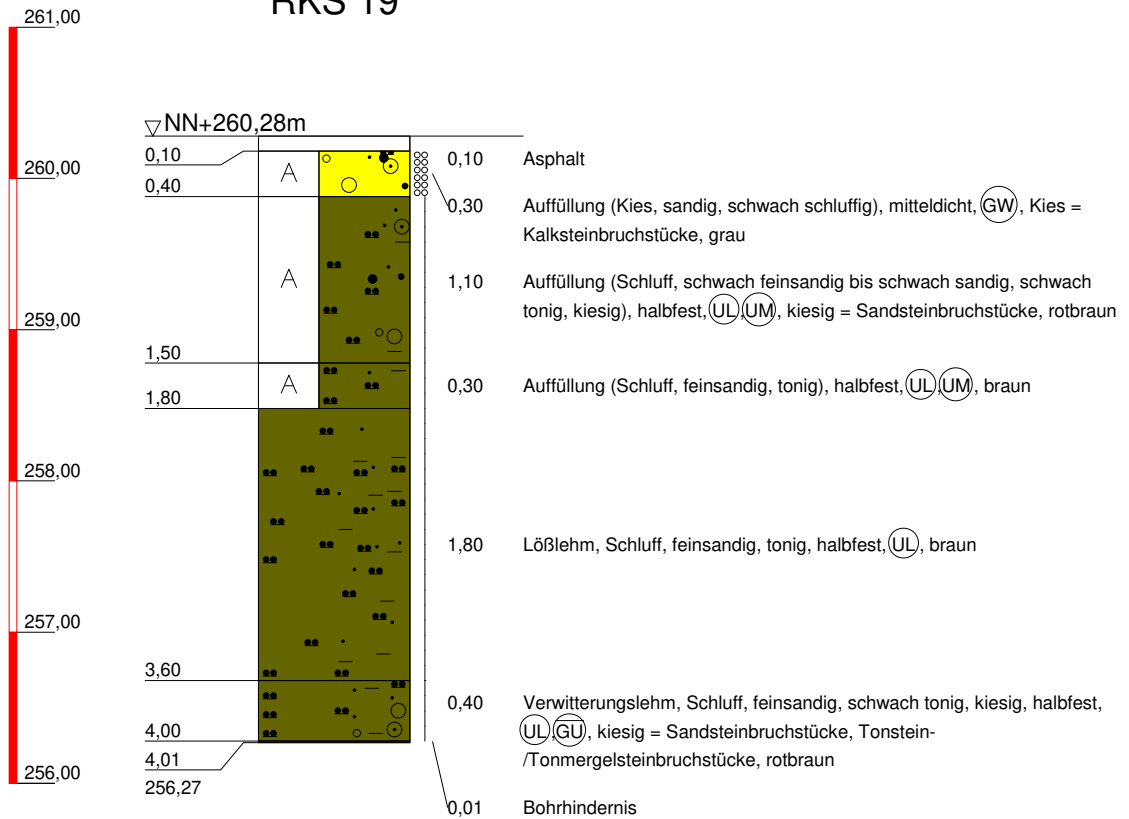 RKS 19
261,00
NN+260,28m
0,10
0,10 Asphalt
260,00
A
0,40
0,30 Auffüllung (Kies, sandig, schwach schluffig), mitteldicht, GW, Kies =
Kalksteinbruchstücke, grau
A
1,10 Auffüllung (Schluff, schwach feinsandig bis schwach sandig, schwach
tonig, kiesig), halbfest, UL, UM, kiesig = Sandsteinbruchstücke, rotbraun
259,00
1,50
A
0,30 Auffüllung (Schluff, feinsandig, tonig), halbfest, UL, UM, braun
1,80
258,00
1,80 Lößlehm, Schluff, feinsandig, tonig, halbfest, UL, braun
257,00
3,60
0,40 Verwitterungslehm, Schluff, feinsandig, schwach tonig, kiesig, halbfest,
UL, GU̅, kiesig = Sandsteinbruchstücke, Tonstein-
/Tonmergelsteinbruchstücke, rotbraun
4,00
4,01
256,00
256,27
0,01 Bohrhindernis